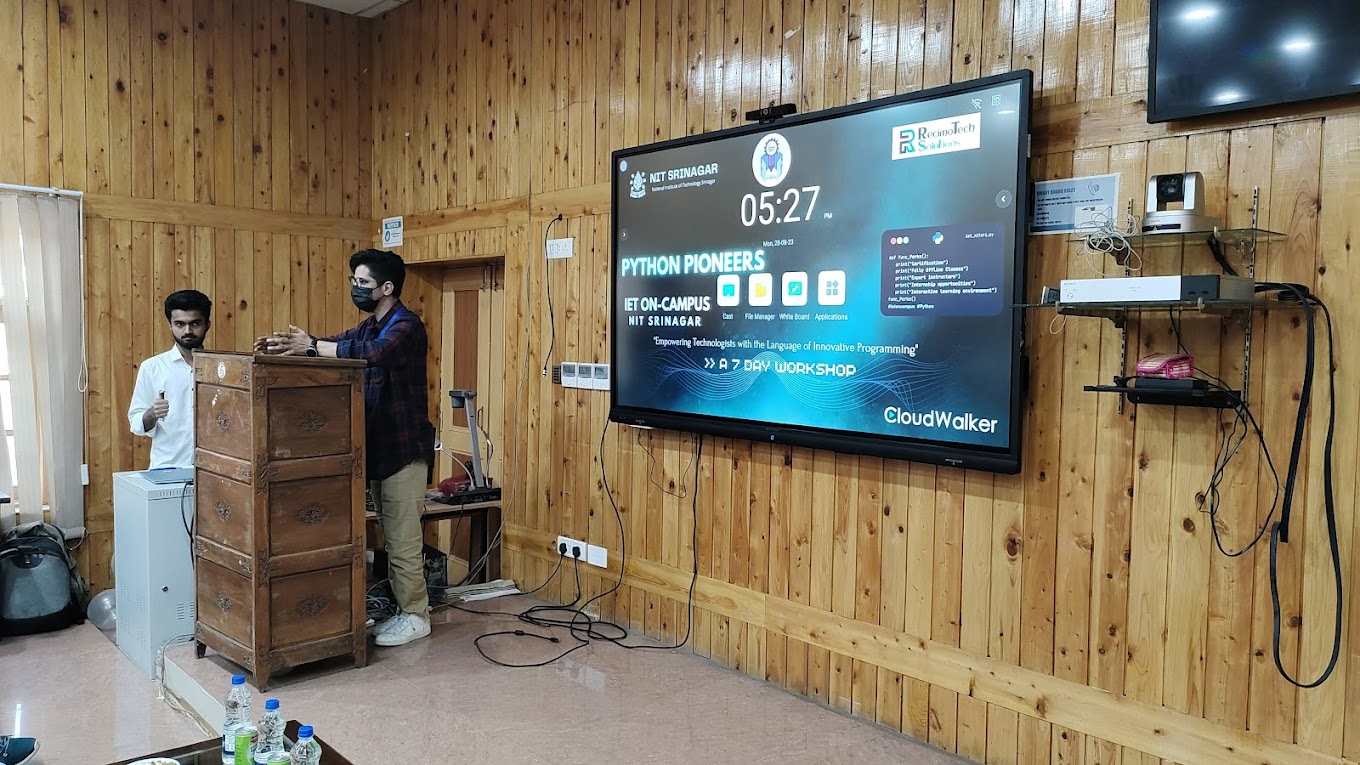 NIT SRINAGAR
National Institute of Technology Srinagar
RecimoTech
Solutions
05:27 PM
Mon, 28-08-23
PYTHON PIONEERS
IET ON-CAMPUS
NIT SRINAGAR
Cast
File Manager
White Board
Applications
def func_Perks():
print("Certification")
print("Fully Offline Classes")
print("Expert instructors")
print("Internship opportunities")
print("Interactive learning environment")
func_Perks()
#ietoncampus #Python
"Empowering Technologists with the Language of Innovative Programming"
>> A 7 DAY WORKSHOP
CloudWalker
SMART BOARD RULES
NOTICE